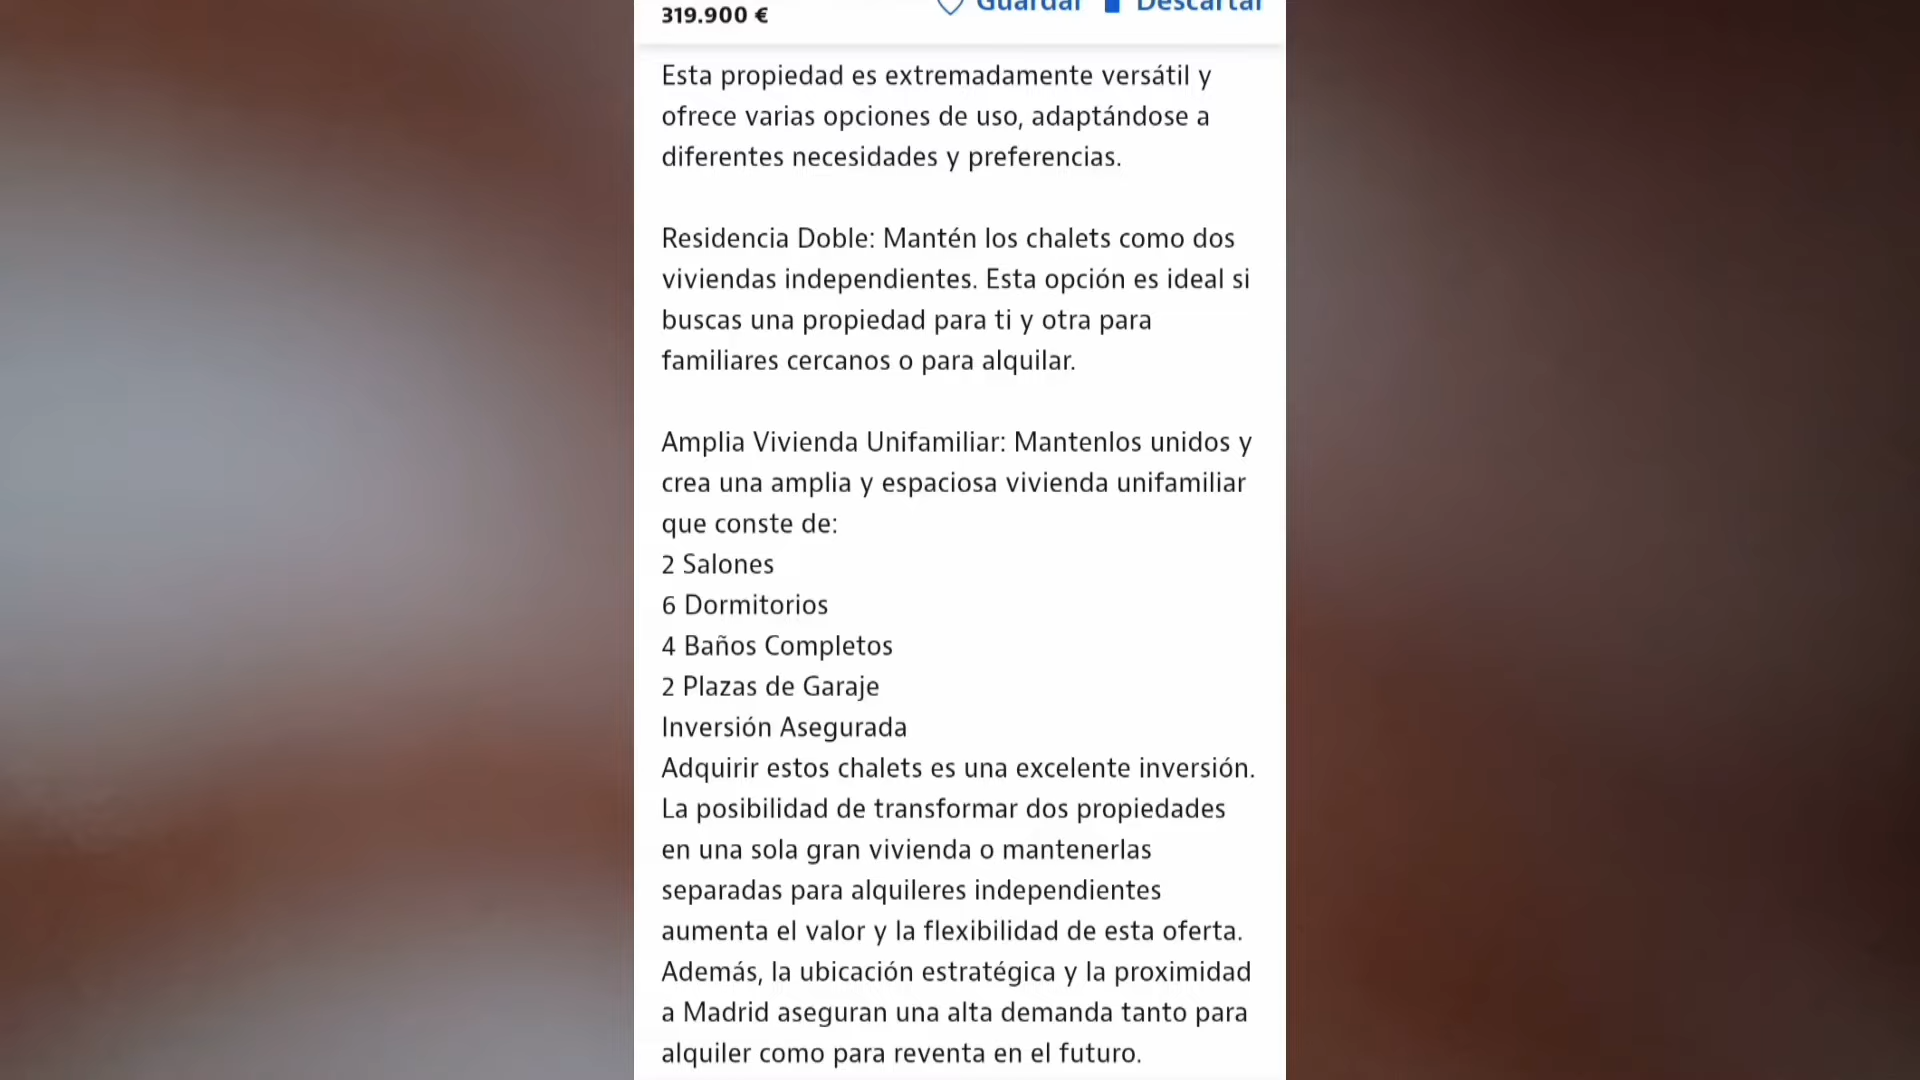 319.900 €
Guardar
Descartar
Esta propiedad es extremadamente versátil y
ofrece varias opciones de uso, adaptándose a
diferentes necesidades y preferencias.
Residencia Doble: Mantén los chalets como dos
viviendas independientes. Esta opción es ideal si
buscas una propiedad para ti y otra para
familiares cercanos o para alquilar.
Amplia Vivienda Unifamiliar: Mantenlos unidos y
crea una amplia y espaciosa vivienda unifamiliar
que conste de:
2 Salones
6 Dormitorios
4 Baños Completos
2 Plazas de Garaje
Inversión Asegurada
Adquirir estos chalets es una excelente inversión.
La posibilidad de transformar dos propiedades
en una sola gran vivienda o mantenerlas
separadas para alquileres independientes
aumenta el valor y la flexibilidad de esta oferta.
Además, la ubicación estratégica y la proximidad
a Madrid aseguran una alta demanda tanto para
alquiler como para reventa en el futuro.